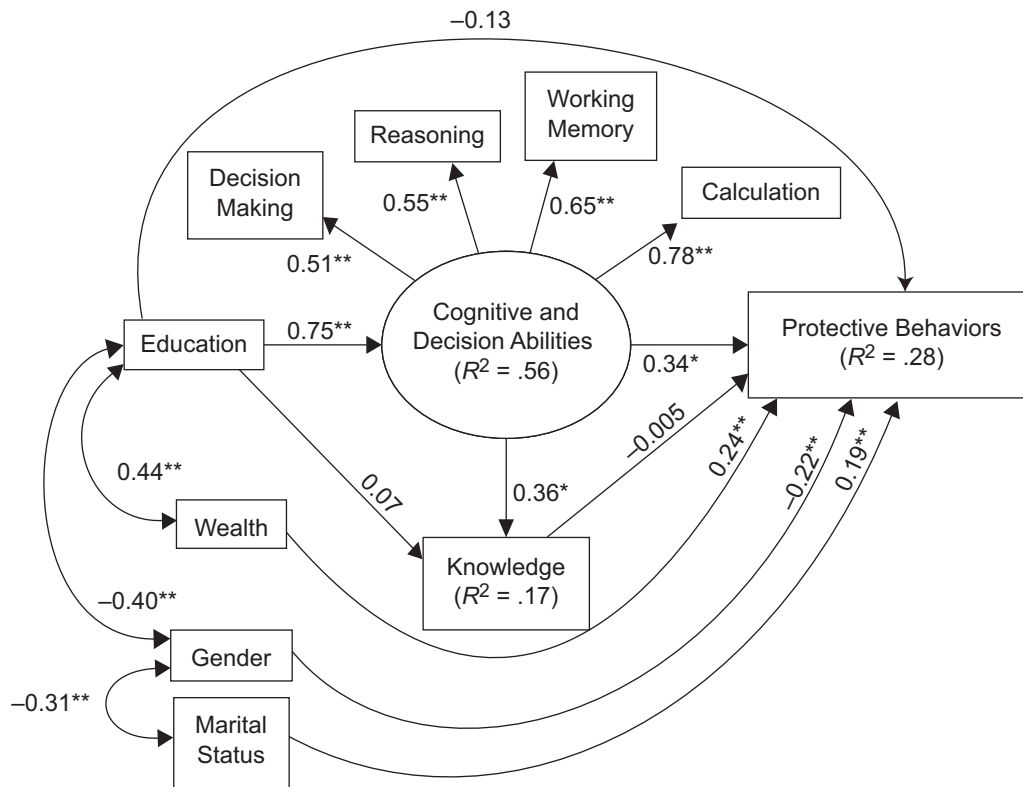 –0.13
Working
Memory
Reasoning
Decision
Making
Calculation
0.55**
0.65**
0.51**
0.78**
Cognitive and
Decision Abilities
(R² = .56)
Protective Behaviors
(R² = .28)
Education
0.75**
0.34*
–0.005
0.24**
–0.22**
0.19**
0.44**
0.07
0.36*
Wealth
Knowledge
(R² = .17)
–0.40**
Gender
–0.31**
Marital
Status